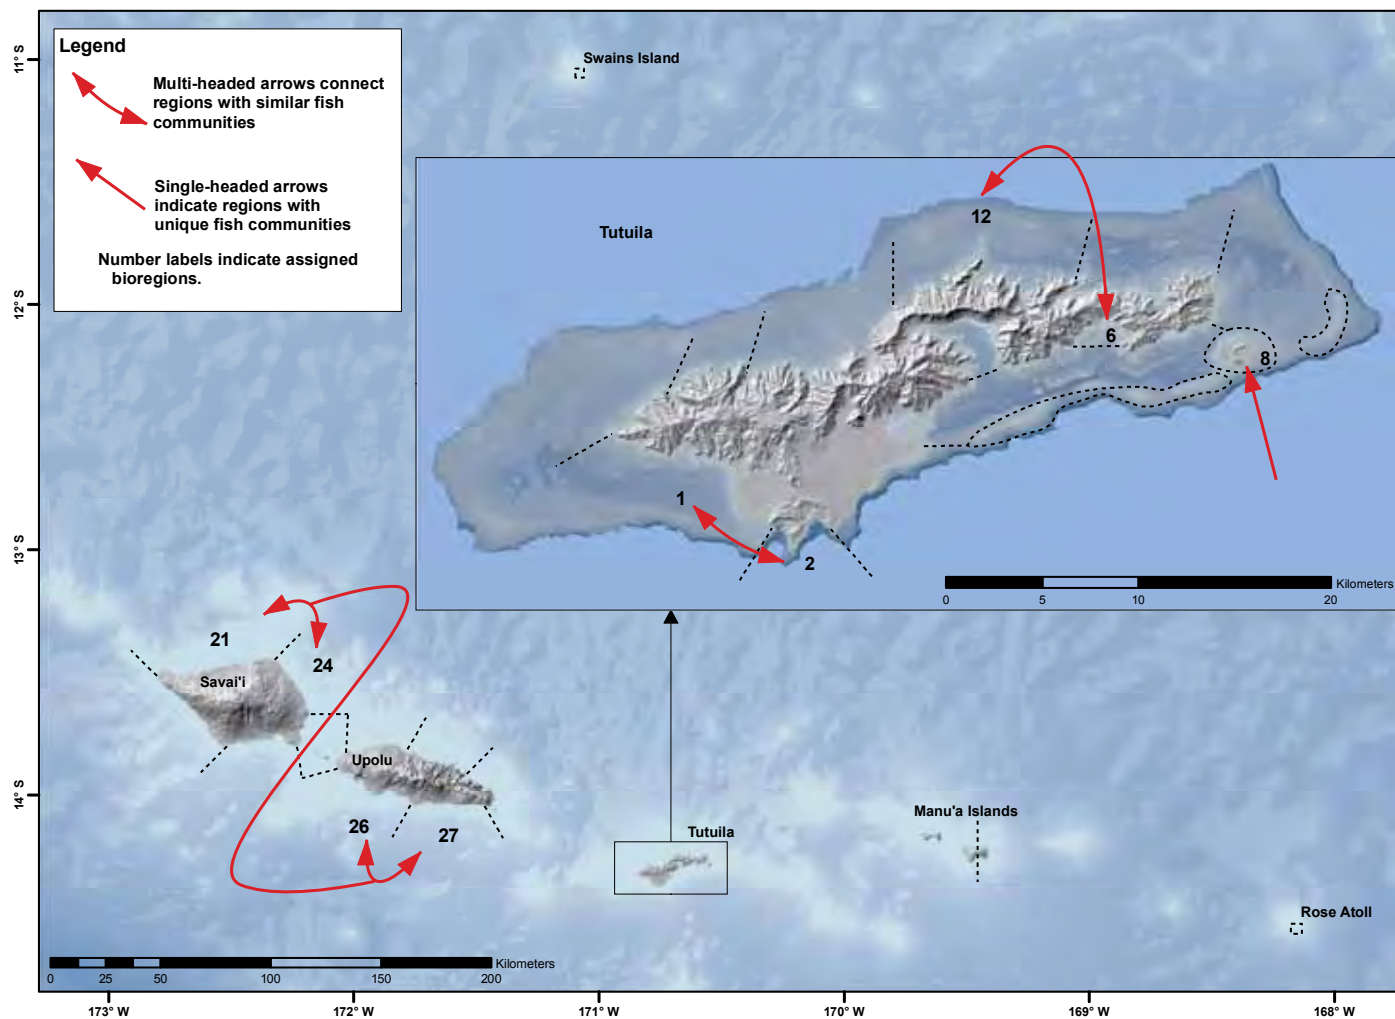 Legend
Multi-headed arrows connect
regions with similar fish
communities
Single-headed arrows
indicate regions with
unique fish communities
Number labels indicate assigned
bioregions.
Swains Island
Tutuila
12
6
8
1
2
Kilometers
0 5 10 20
21
24
Savai'i
Upolu
26
27
Tutuila
Manu'a Islands
Rose Atoll
Kilometers
0 25 50 100 150 200
11° S
12° S
13° S
14° S
173° W 172° W 171° W 170° W 169° W 168° W